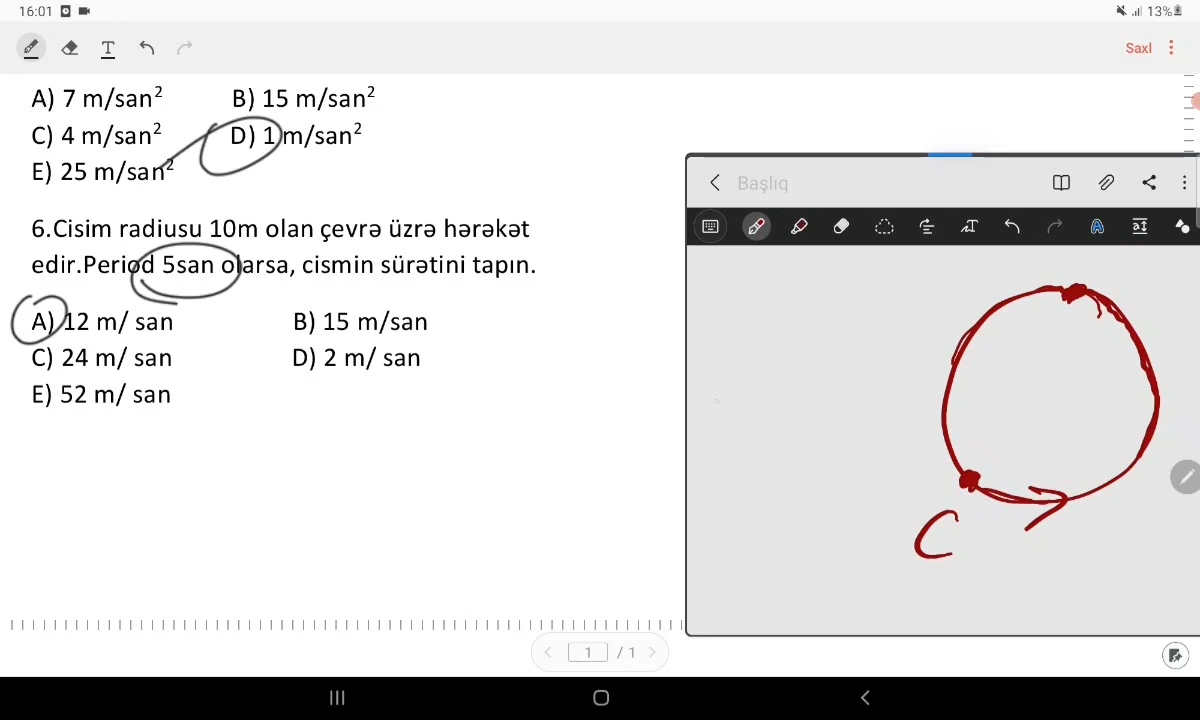 16:01 13%
Saxl
A) 7 m/san² B) 15 m/san²
C) 4 m/san² D) 1 m/san²
E) 25 m/san²
6.Cisim radiusu 10m olan çevrə üzrə hərəkət
edir.Period 5san olarsa, cismin sürətini tapın.
A) 12 m/ san B) 15 m/san
C) 24 m/ san D) 2 m/ san
E) 52 m/ san
Başlıq
C
1 / 1